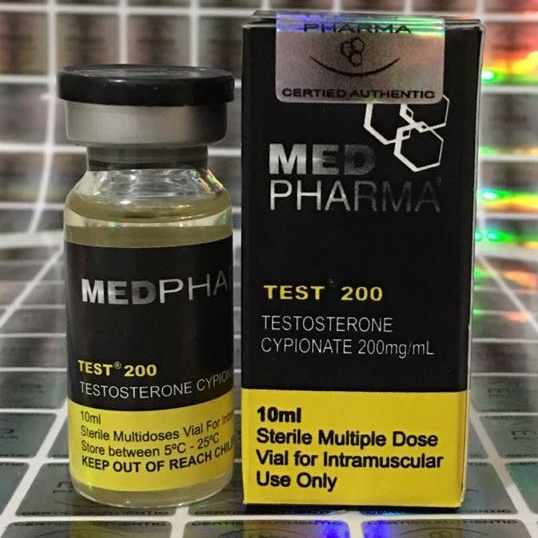 MEDPHA
TEST® 200
TESTOSTERONE CYPION
10ml
Sterile Multidoses Vial For
Store between 5ºC - 25ºC
KEEP OUT OF REACH CHIL
PHARMA
CERTIED AUTHENTIC
MED
PHARMA
TEST 200
TESTOSTERONE
CYPIONATE 200mg/mL
10ml
Sterile Multiple Dose
Vial for Intramuscular
Use Only